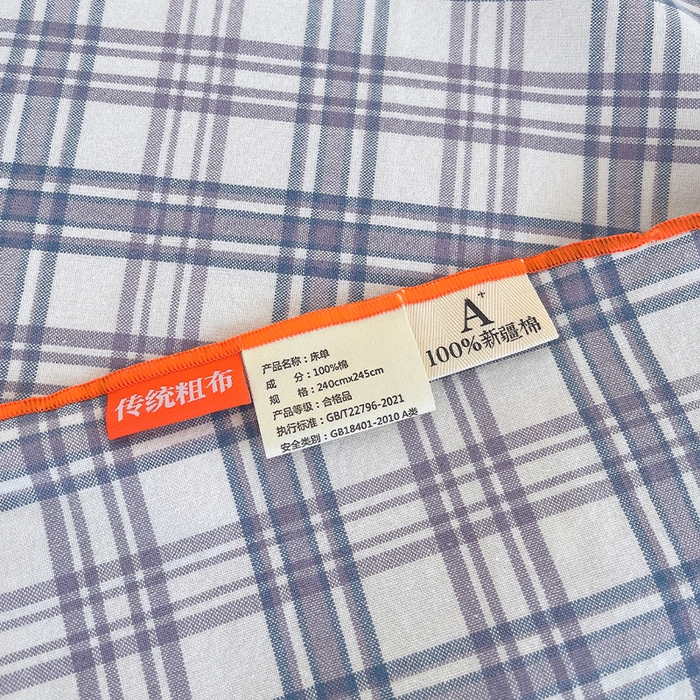 传统粗布
产品名称：床单
成　分：100%棉
规　格：240cmx245cm
产品等级：合格品
执行标准：GB/T22796-2021
安全类别：GB18401-2010 A类
A+
100%新疆棉